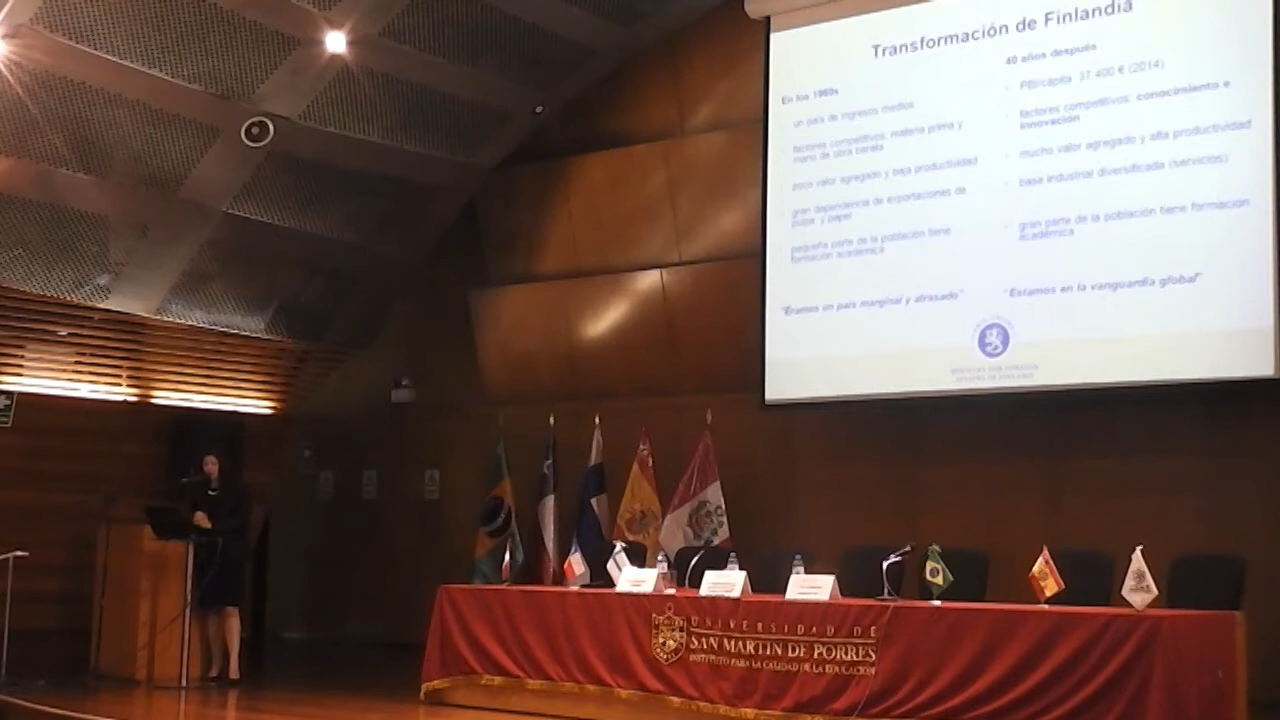 Transformación de Finlandia
En los 1960s
un país de ingresos medios
factores competitivos: materia prima y
mano de obra barata
poco valor agregado y baja productividad
gran dependencia de exportaciones de
pulpa y papel
pequeña parte de la población tiene
formación académica
"Éramos un país marginal y atrasado"
40 años después
PBI/cápita 37 400 € (2014)
factores competitivos: conocimiento e
innovación
mucho valor agregado y alta productividad
base industrial diversificada (servicios)
gran parte de la población tiene formación
académica
"Estamos en la vanguardia global"
UNIVERSIDAD DE
SAN MARTIN DE PORRES
INSTITUTO PARA LA CALIDAD DE LA EDUCACIÓN